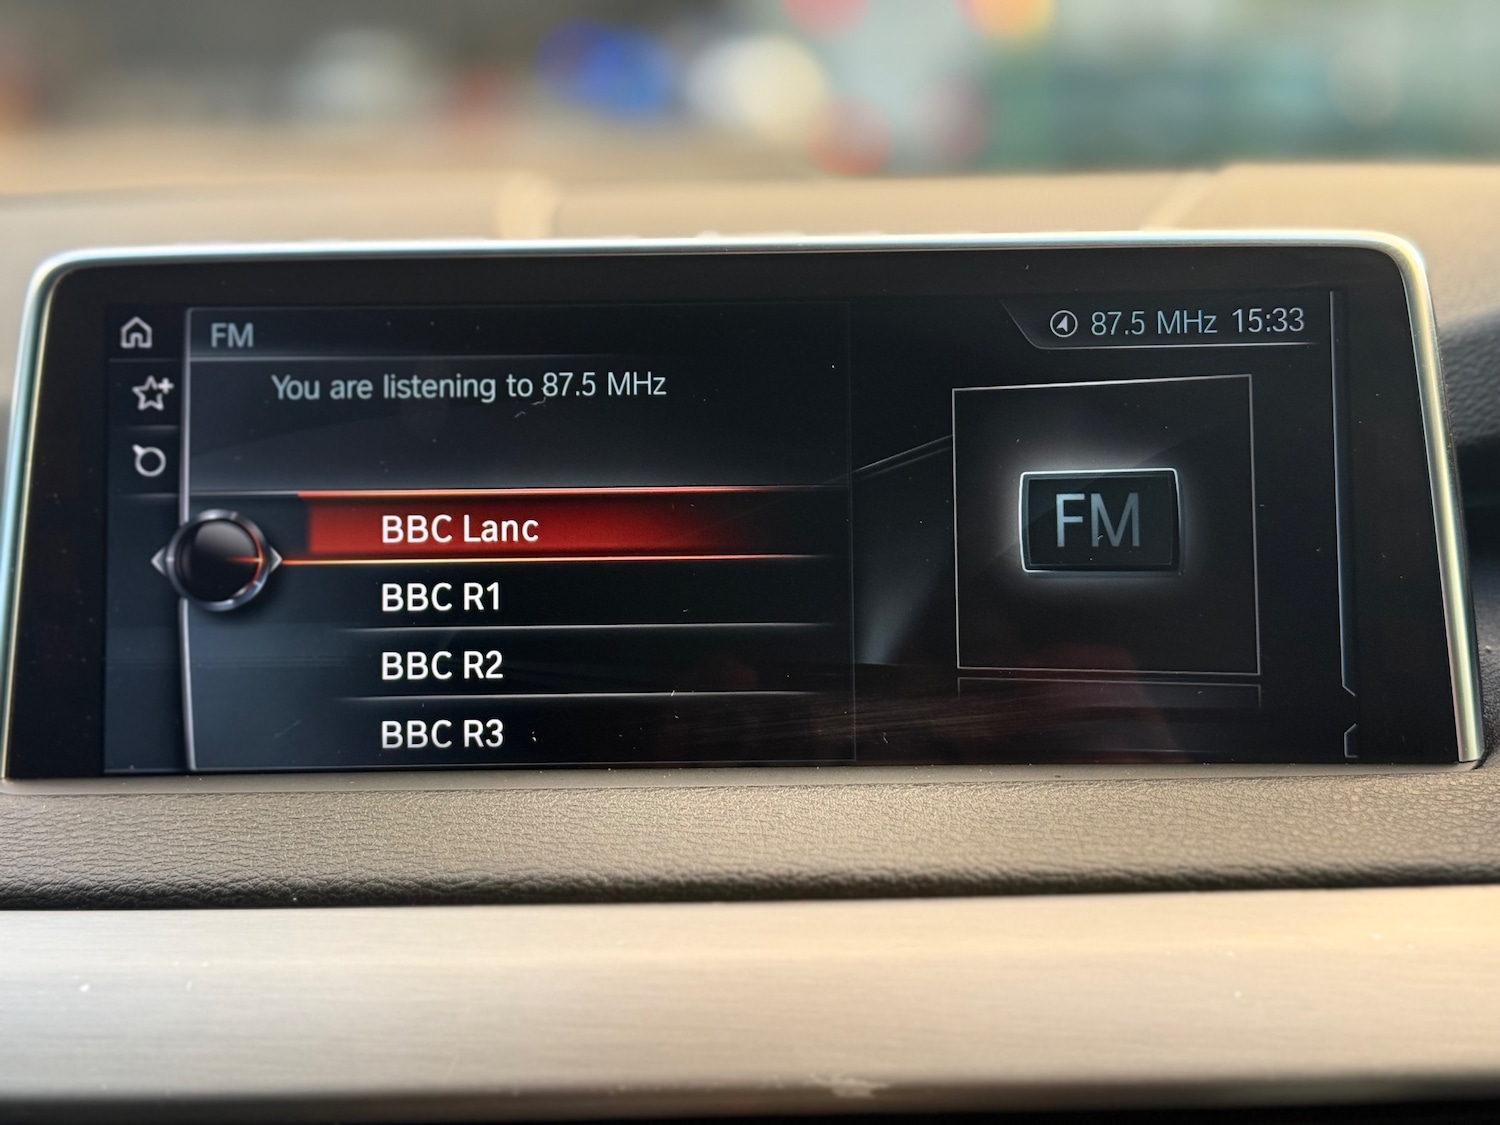 FM
87.5 MHz 15:33
You are listening to 87.5 MHz
BBC Lanc
FM
BBC R1
BBC R2
BBC R3